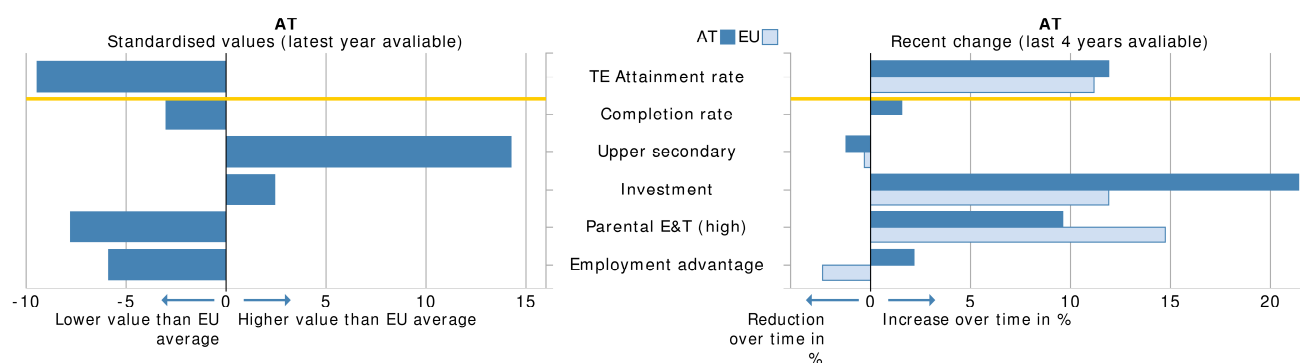 AT
Standardised values (latest year avaliable)
-10 -5 0 5 10 15
Lower value than EU
average
Higher value than EU average
AT EU
TE Attainment rate
Completion rate
Upper secondary
Investment
Parental E&T (high)
Employment advantage
AT
Recent change (last 4 years avaliable)
0 5 10 15 20
Reduction
over time in
%
Increase over time in %